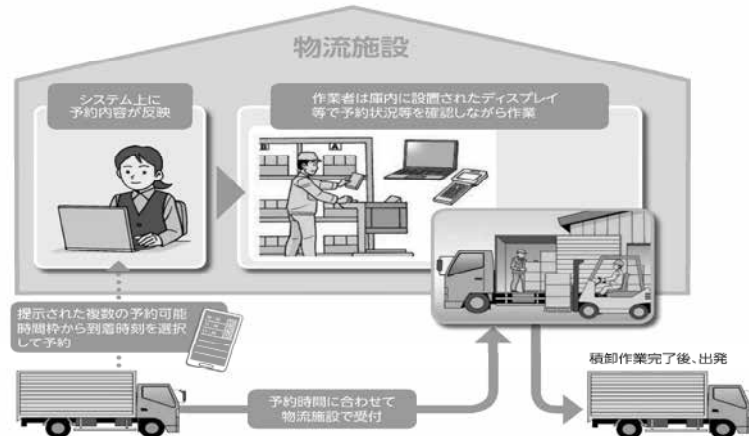 物流施設
システム上に
予約内容が反映
作業者は庫内に設置されたディスプレイ
等で予約状況等を確認しながら作業
B
A
提示された複数の予約可能
時間枠から到着時刻を選択
して予約
予約時間に合わせて
物流施設で受付
積卸作業完了後、出発